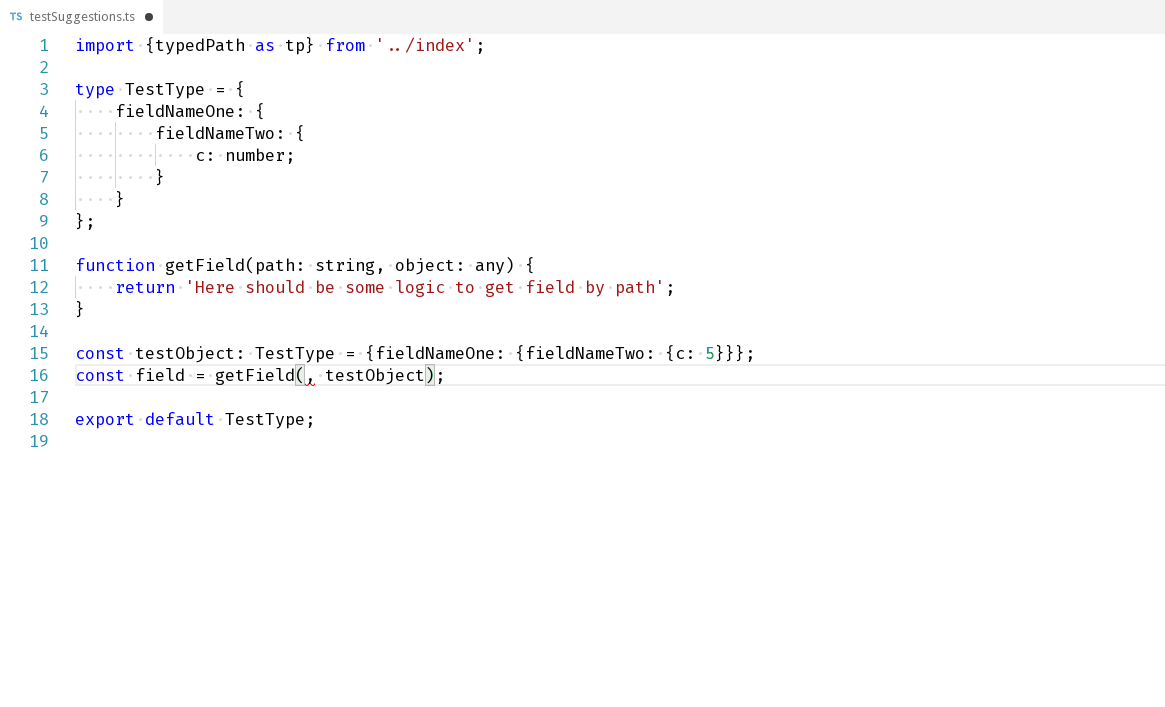 TS testSuggestions.ts
1 import {typedPath as tp} from '../index';
2
3 type TestType = {
4     fieldNameOne: {
5         fieldNameTwo: {
6             c: number;
7         }
8     }
9 };
10
11 function getField(path: string, object: any) {
12     return 'Here should be some logic to get field by path';
13 }
14
15 const testObject: TestType = {fieldNameOne: {fieldNameTwo: {c: 5}}};
16 const field = getField(, testObject);
17
18 export default TestType;
19